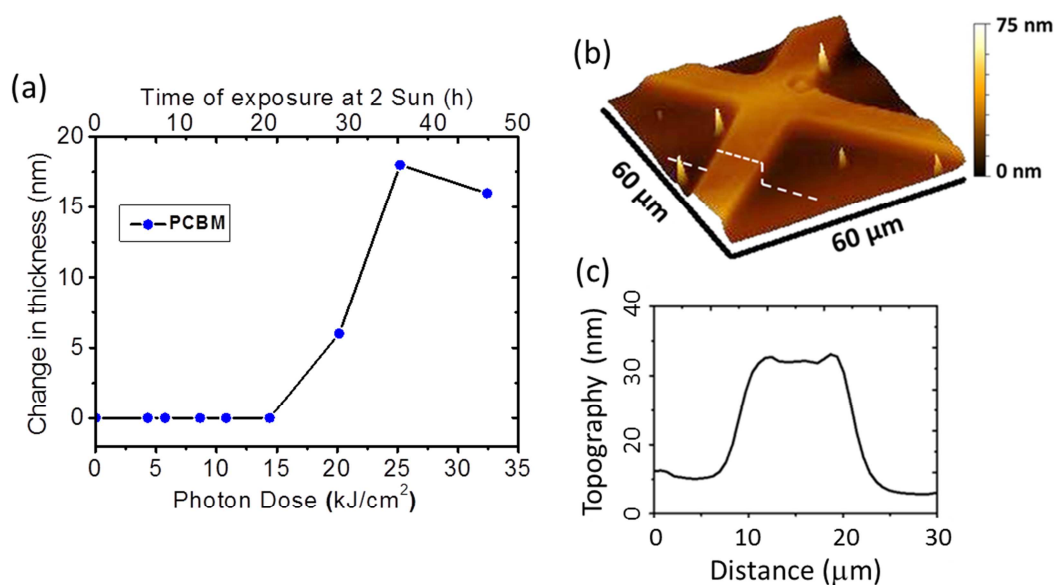 (a)
Time of exposure at 2 Sun (h)
0 10 20 30 40 50
Change in thickness (nm)
20
15
10
5
0
PCBM
0 5 10 15 20 25 30 35
Photon Dose (kJ/cm²)
(b)
75 nm
0 nm
60 µm
60 µm
(c)
Topography (nm)
40
30
20
10
0
0 10 20 30
Distance (µm)